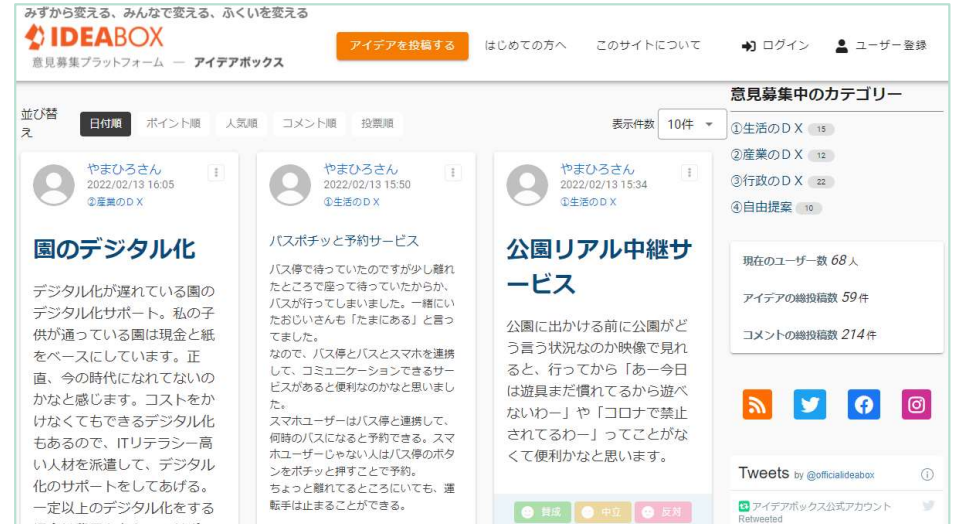 みずから変える、みんなで変える、ふくいを変える
IDEABOX
意見募集プラットフォーム — アイデアボックス
アイデアを投稿する
はじめての方へ
このサイトについて
ログイン
ユーザー登録
並び替え
日付順
ポイント順
人気順
コメント順
投票順
表示件数
10件
やまひろさん
2022/02/13 16:05
②産業のDX
園のデジタル化
デジタル化が遅れている園の
デジタル化サポート。私の子
供が通っている園は現金と紙
をベースにしています。正
直、今の時代になれてないの
かなと感じます。コストをか
けなくてもできるデジタル化
もあるので、ITリテラシー高
い人材を派遣して、デジタル
化のサポートをしてあげる。
一定以上のデジタル化をする
やまひろさん
2022/02/13 15:50
①生活のDX
バスポチッと予約サービス
バス停で待っていたのですが少し離れ
たところで座って待っていたからか、
バスが行ってしまいました。一緒にい
たおじいさんも「たまにある」と言っ
てました。
なので、バス停とバスとスマホを連携
して、コミュニケーションできるサー
ビスがあると便利なのかなと思いまし
た。
スマホユーザーはバス停と連携して、
何時のバスになると予約できる。スマ
ホユーザーじゃない人はバス停のボタ
ンをポチッと押すことで予約。
ちょっと離れてるところにいても、運
転手は止まることができる。
やまひろさん
2022/02/13 15:34
①生活のDX
公園リアル中継サ
ービス
公園に出かける前に公園がど
う言う状況なのか映像で見れ
ると、行ってから「あー今日
は遊具まだ慣れてるから遊べ
ないわー」や「コロナで禁止
されてるわー」ってことがな
くて便利かなと思います。
賛成
中立
反対
意見募集中のカテゴリー
①生活のDX 15
②産業のDX 12
③行政のDX 22
④自由提案 10
現在のユーザー数 68人
アイデアの総投稿数 59件
コメントの総投稿数 214件
Tweets by @officialideabox
アイデアボックス公式アカウント
Retweeted